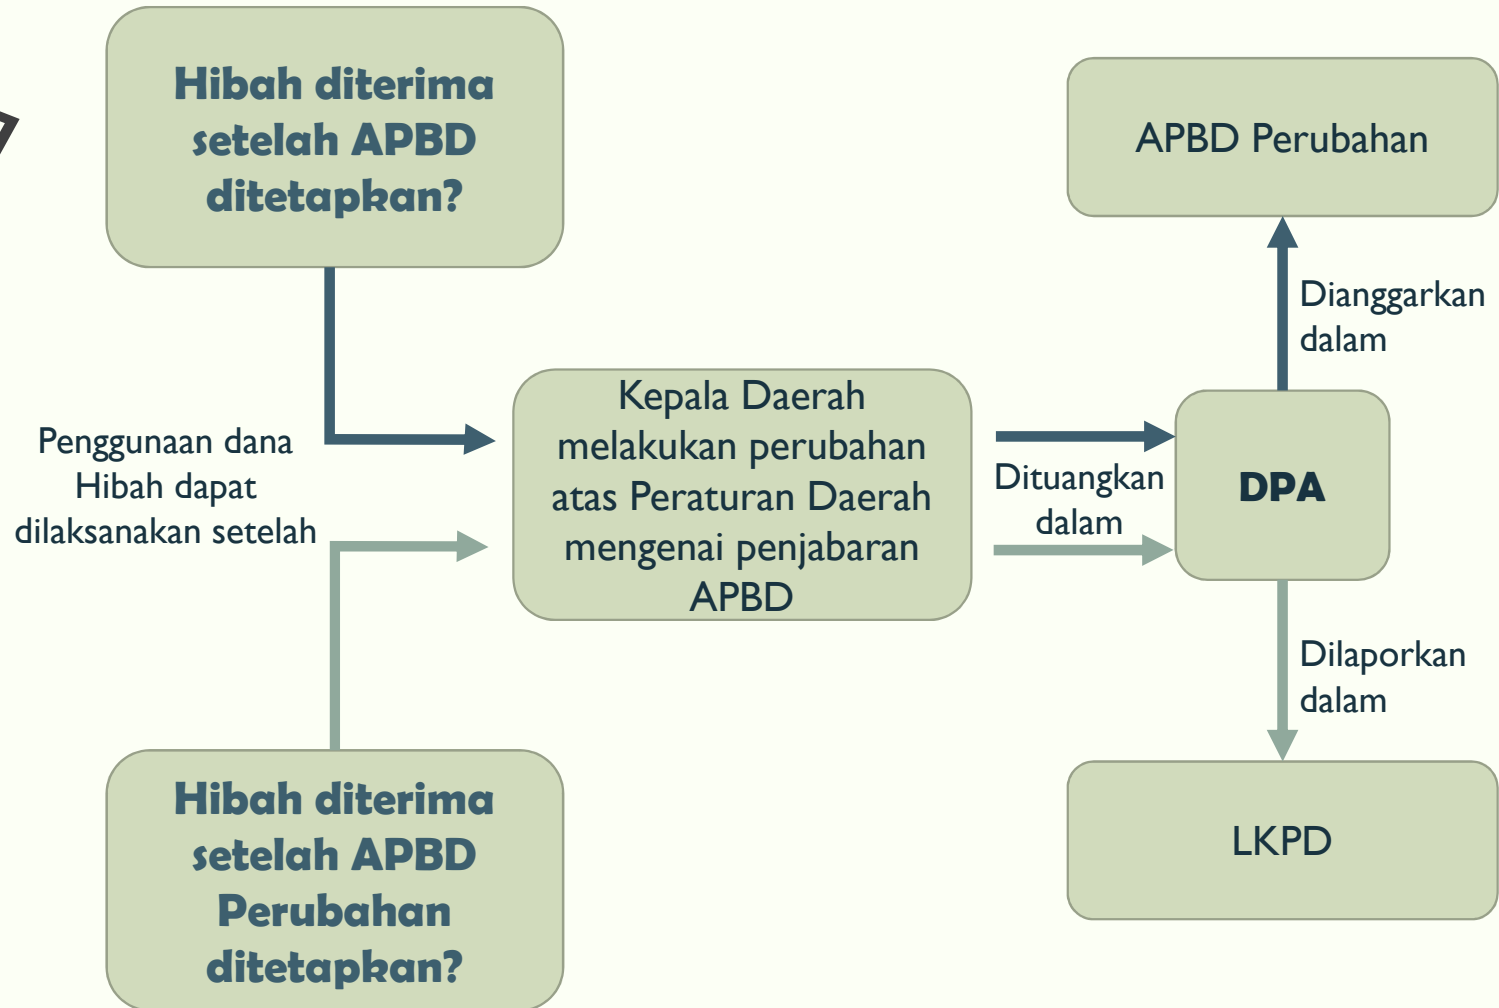 Hibah diterima
setelah APBD
ditetapkan?
APBD Perubahan
Dianggarkan
dalam
Penggunaan dana
Hibah dapat
dilaksanakan setelah
Kepala Daerah
melakukan perubahan
atas Peraturan Daerah
mengenai penjabaran
APBD
Dituangkan
dalam
DPA
Dilaporkan
dalam
Hibah diterima
setelah APBD
Perubahan
ditetapkan?
LKPD